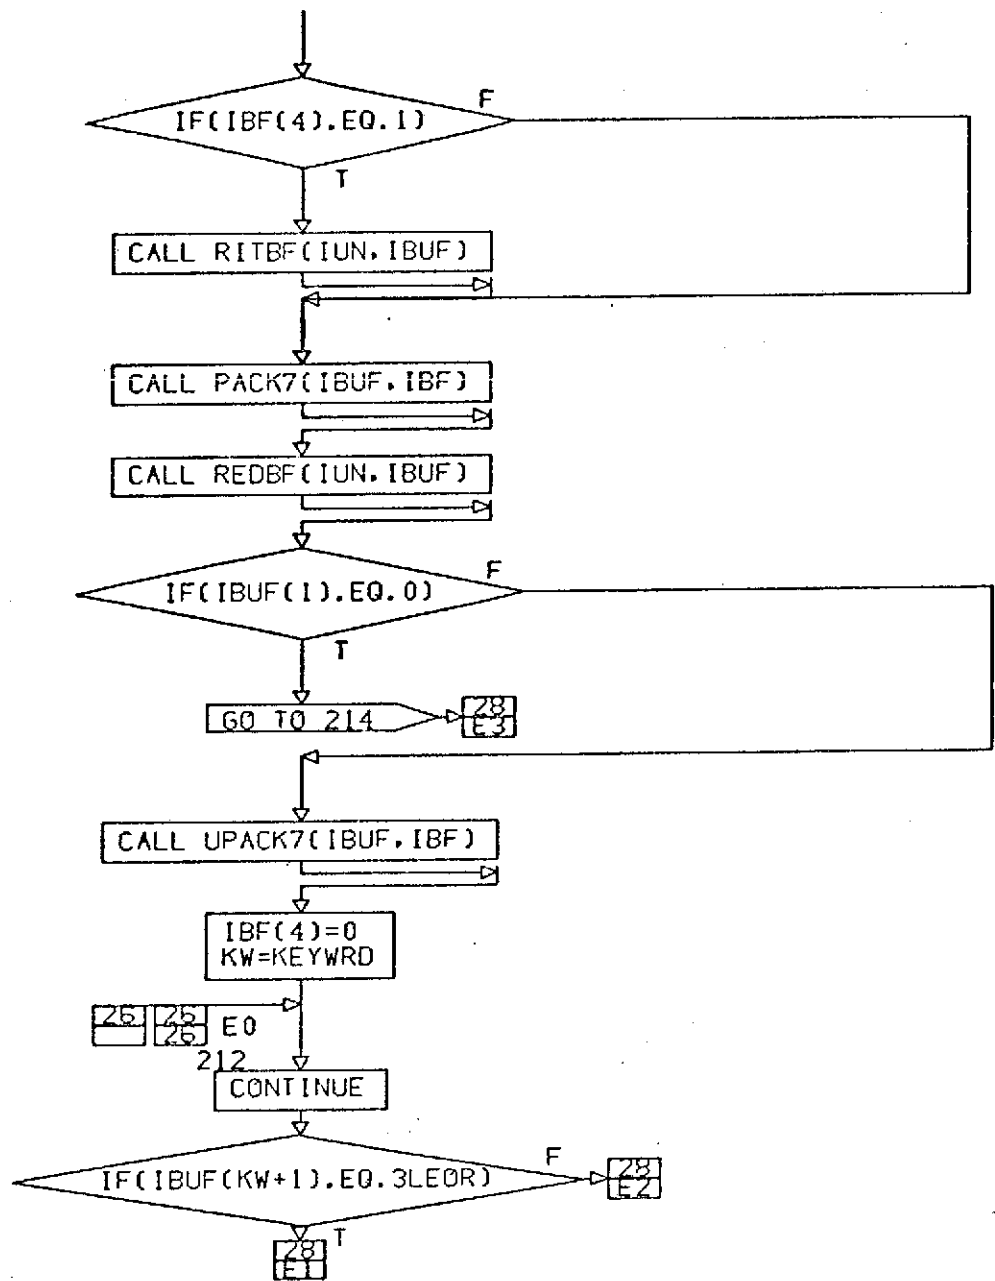 F
IF(IBF(4).EQ.1)
T
CALL RITBF(IUN,IBUF)
CALL PACK7(IBUF,IBF)
CALL REDBF(IUN,IBUF)
F
IF(IBUF(1).EQ.0)
T
GO TO 214
28
E3
CALL UPACK7(IBUF,IBF)
IBF(4)=0
KW=KEYWRD
26 26
26 E0
212
CONTINUE
F
IF(IBUF(KW+1).EQ.3LEOR)
28
E2
T
28
E1